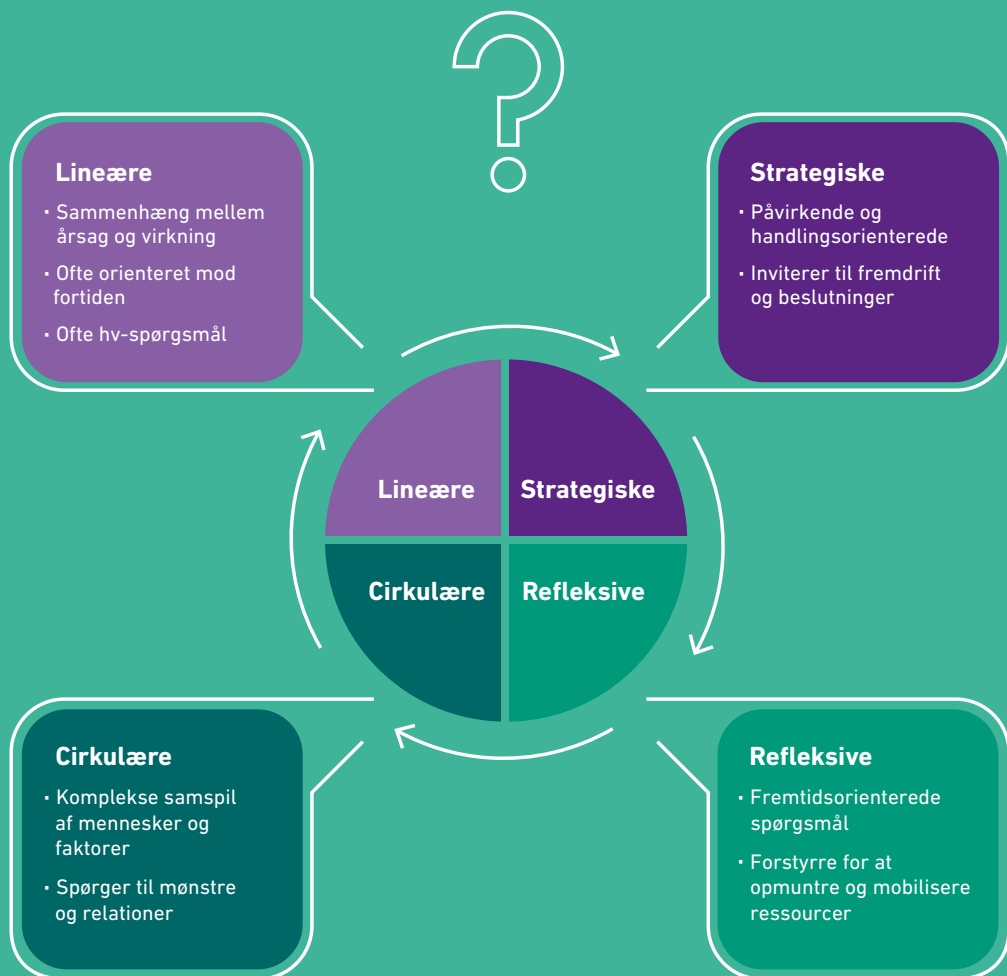 ?
Lineære
· Sammenhæng mellem
årsag og virkning
· Ofte orienteret mod
fortiden
· Ofte hv-spørgsmål
Strategiske
· Påvirkende og
handlingsorienterede
· Inviterer til fremdrift
og beslutninger
Lineære
Strategiske
Cirkulære
Refleksive
Cirkulære
· Komplekse samspil
af mennesker og
faktorer
· Spørger til mønstre
og relationer
Refleksive
· Fremtidsorienterede
spørgsmål
· Forstyrre for at
opmuntre og mobilisere
ressourcer